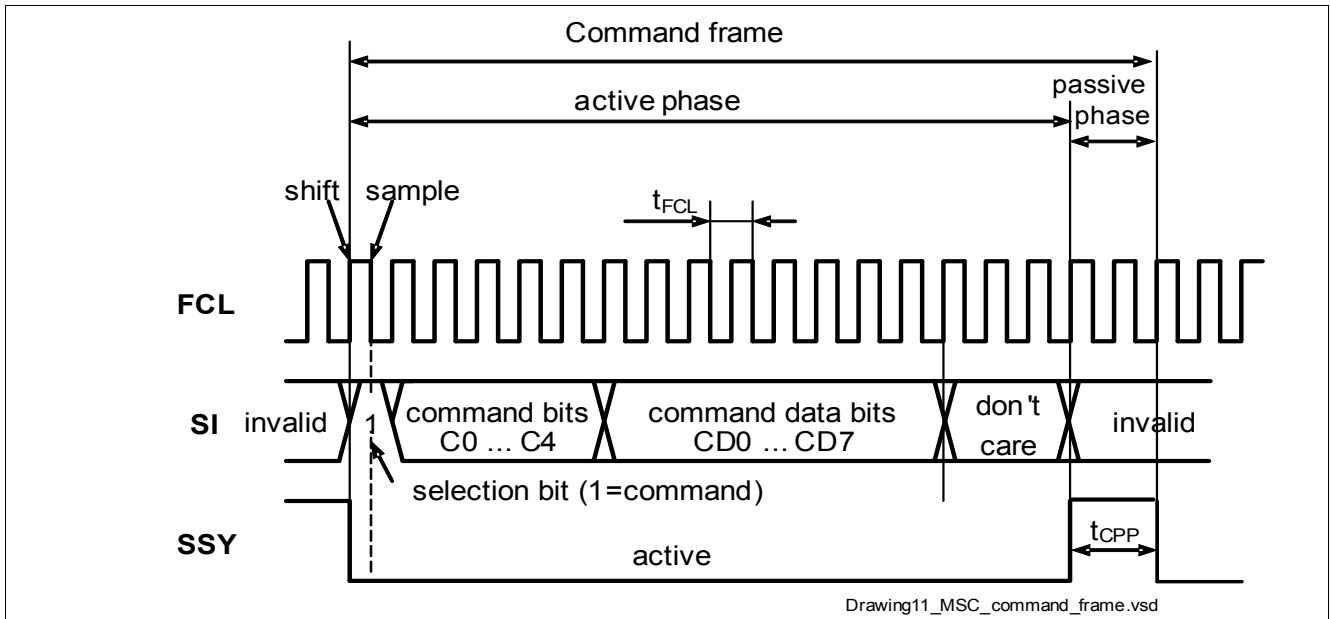 Command frame
active phase
passive
phase
shift
sample
tFCL
FCL
SI
invalid
1
command bits
C0 ... C4
command data bits
CD0 ... CD7
don't
care
invalid
selection bit (1=command)
SSY
active
tCPP
Drawing11_MSC_command_frame.vsd